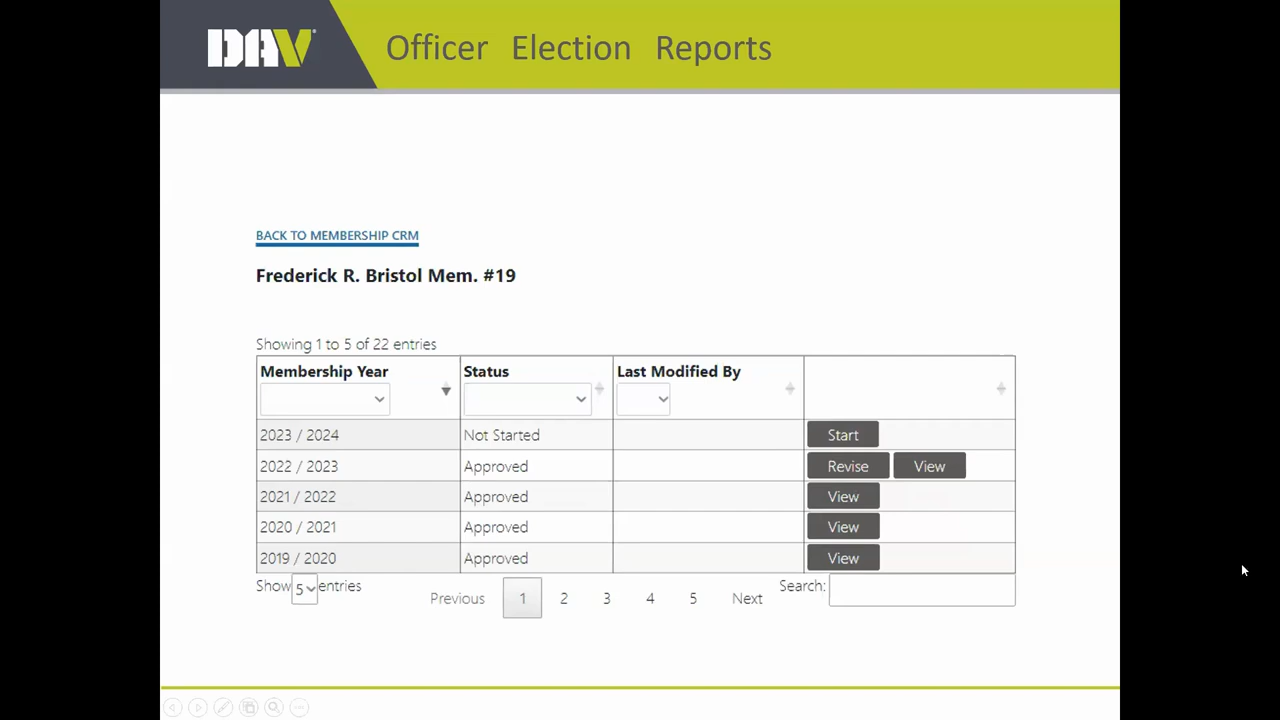 DAV
Officer Election Reports
BACK TO MEMBERSHIP CRM
Frederick R. Bristol Mem. #19
Showing 1 to 5 of 22 entries
Membership Year Status Last Modified By
2023 / 2024 Not Started Start
2022 / 2023 Approved Revise View
2021 / 2022 Approved View
2020 / 2021 Approved View
2019 / 2020 Approved View
Show 5 entries Previous 1 2 3 4 5 Next Search: